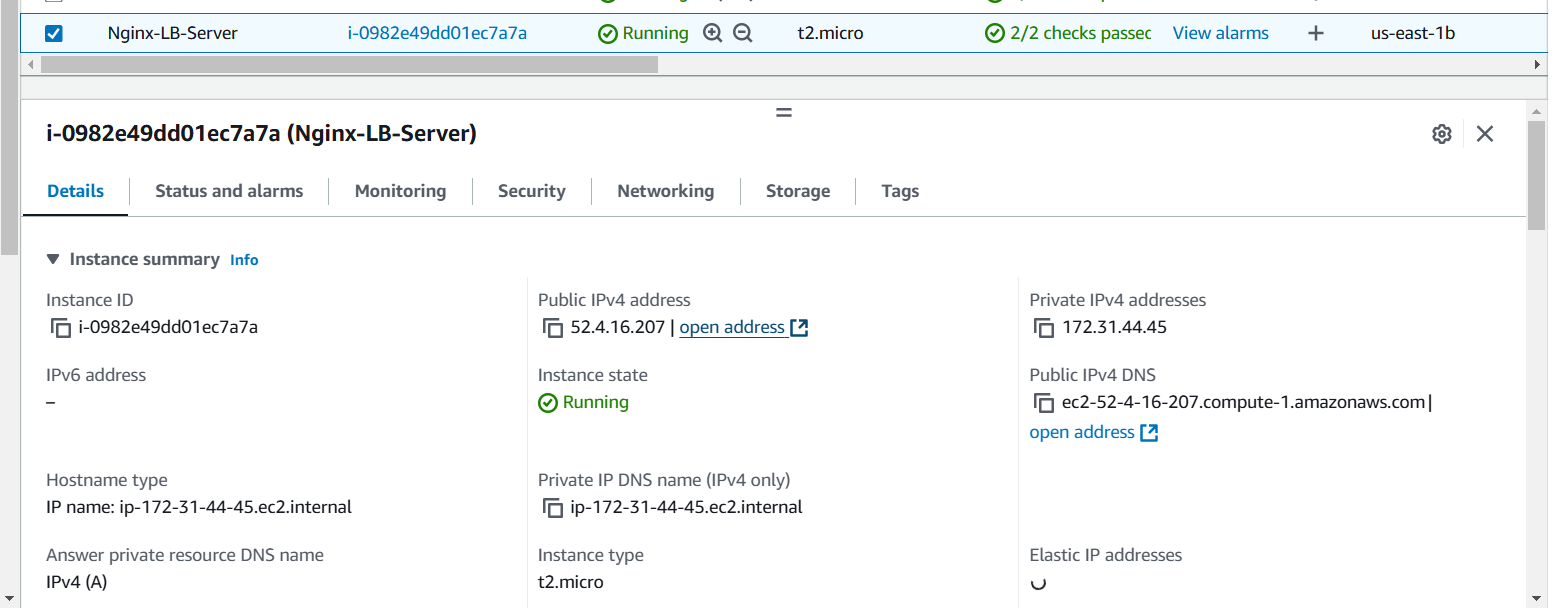 Nginx-LB-Server i-0982e49dd01ec7a7a Running t2.micro 2/2 checks passec View alarms us-east-1b
i-0982e49dd01ec7a7a (Nginx-LB-Server)
Details Status and alarms Monitoring Security Networking Storage Tags
Instance summary Info
Instance ID
i-0982e49dd01ec7a7a
Public IPv4 address
52.4.16.207 | open address
Private IPv4 addresses
172.31.44.45
IPv6 address
–
Instance state
Running
Public IPv4 DNS
ec2-52-4-16-207.compute-1.amazonaws.com |
open address
Hostname type
IP name: ip-172-31-44-45.ec2.internal
Private IP DNS name (IPv4 only)
ip-172-31-44-45.ec2.internal
Answer private resource DNS name
IPv4 (A)
Instance type
t2.micro
Elastic IP addresses